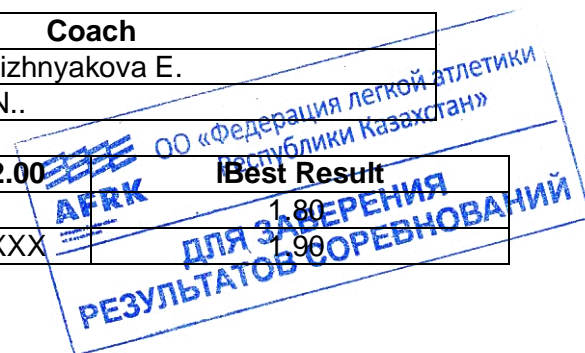 Coach
izhnyakova E.
N..
2.00 IBest Result
1.80
XXX 1.90
ОО «Федерация легкой атлетики
Республики Казахстан»
AFRK
ДЛЯ ЗАВЕРЕНИЯ
РЕЗУЛЬТАТОВ СОРЕВНОВАНИЙ